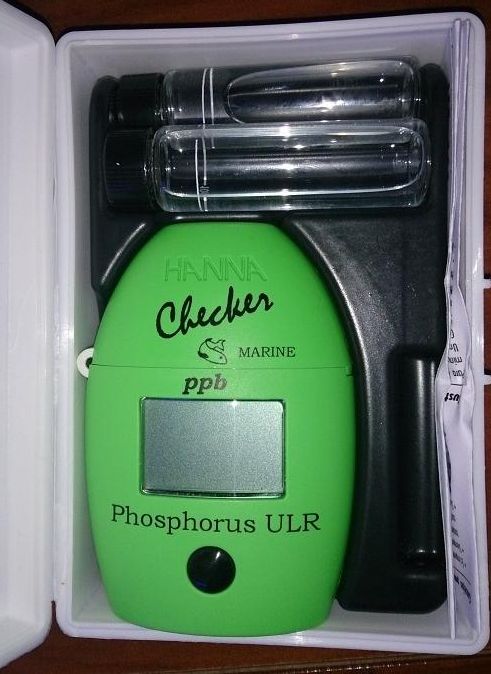 HANNA
Checker
MARINE
ppb
Phosphorus ULR